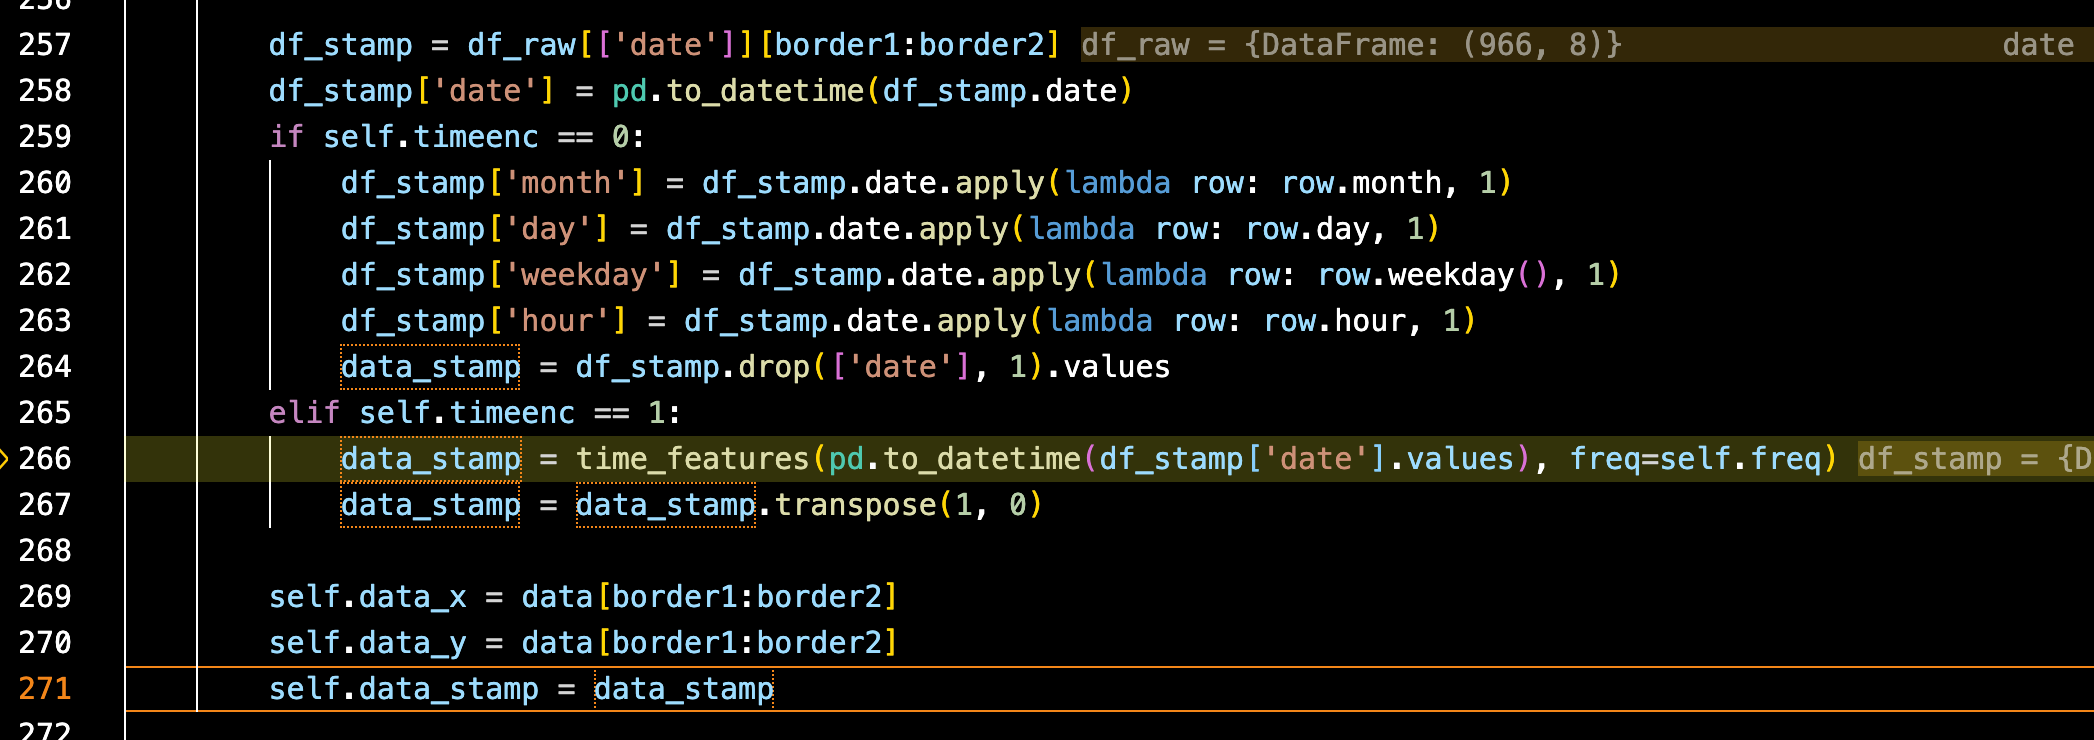 256
257 df_stamp = df_raw[['date']][border1:border2] df_raw = {DataFrame: (966, 8)} date
258 df_stamp['date'] = pd.to_datetime(df_stamp.date)
259 if self.timeenc == 0:
260 df_stamp['month'] = df_stamp.date.apply(lambda row: row.month, 1)
261 df_stamp['day'] = df_stamp.date.apply(lambda row: row.day, 1)
262 df_stamp['weekday'] = df_stamp.date.apply(lambda row: row.weekday(), 1)
263 df_stamp['hour'] = df_stamp.date.apply(lambda row: row.hour, 1)
264 data_stamp = df_stamp.drop(['date'], 1).values
265 elif self.timeenc == 1:
266 data_stamp = time_features(pd.to_datetime(df_stamp['date'].values), freq=self.freq) df_stamp = {D
267 data_stamp = data_stamp.transpose(1, 0)
268
269 self.data_x = data[border1:border2]
270 self.data_y = data[border1:border2]
271 self.data_stamp = data_stamp
272